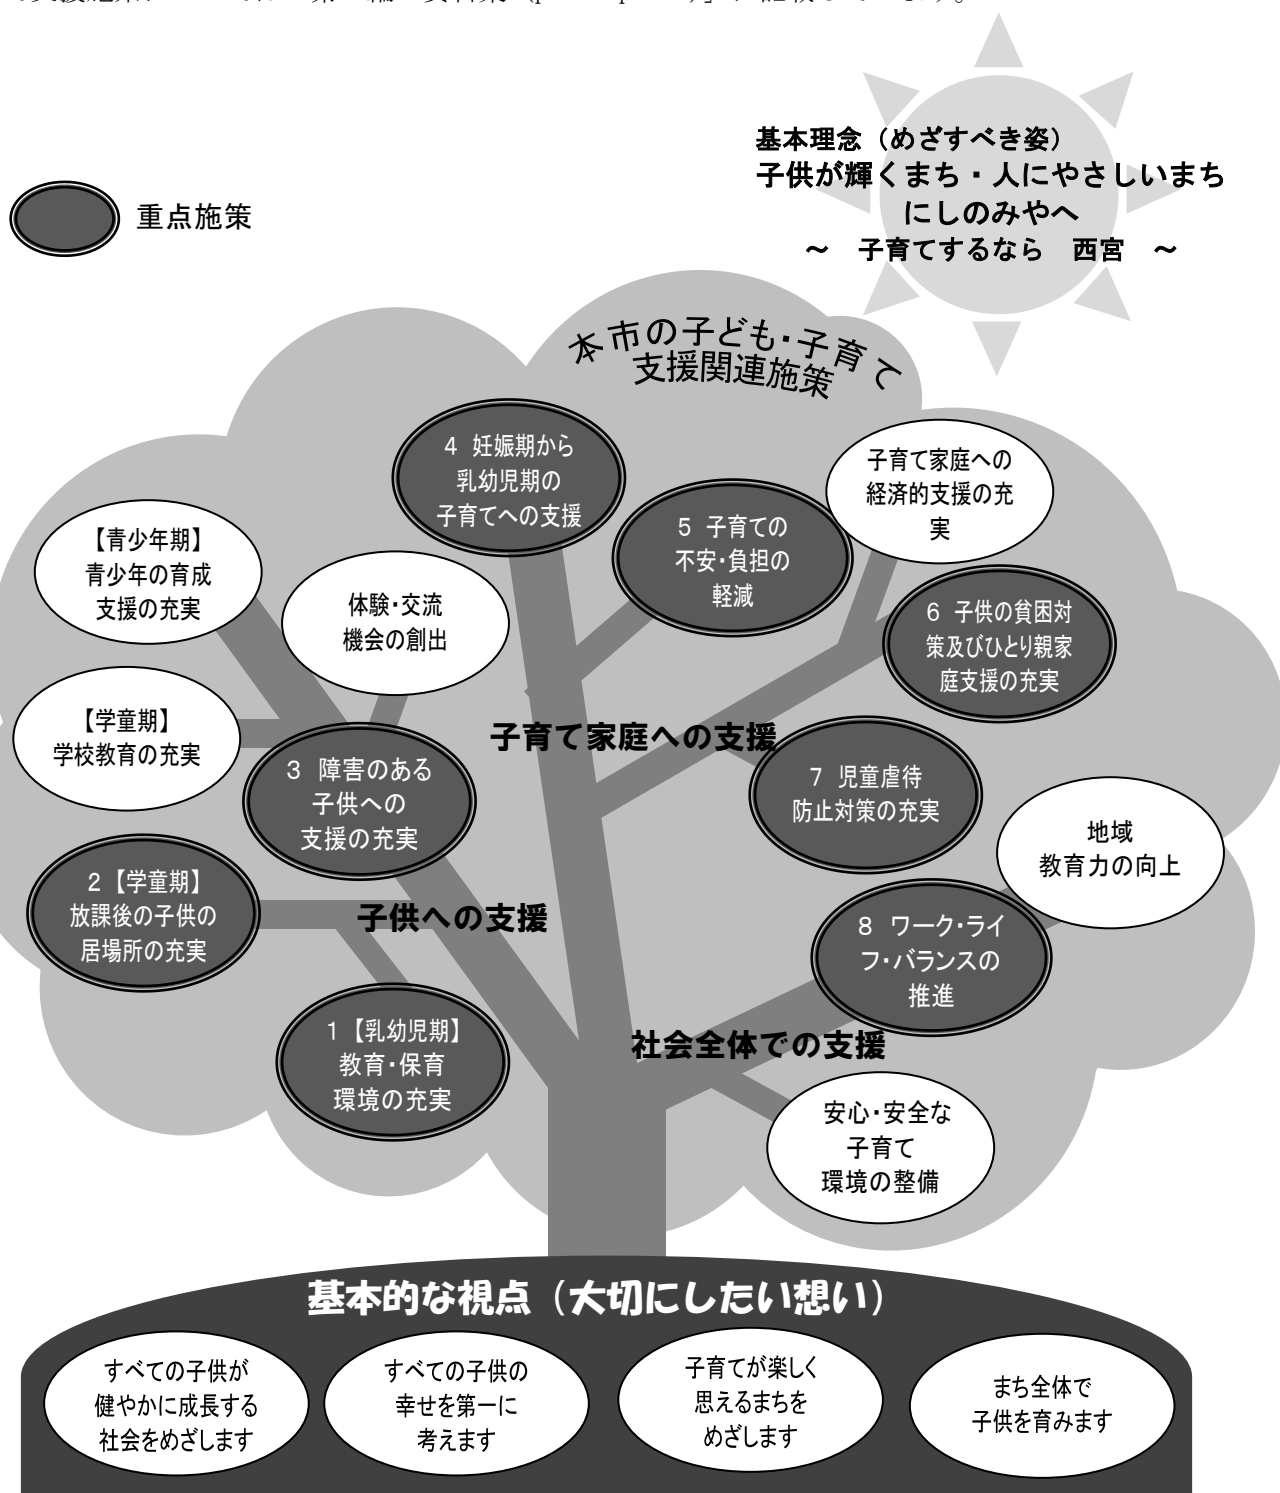 基本理念（めざすべき姿）
子供が輝くまち・人にやさしいまち
にしのみやへ
～　子育てするなら　西宮　～
重点施策
本市の子ども・子育て
支援関連施策
4 妊娠期から
乳幼児期の
子育てへの支援
子育て家庭への
経済的支援の充
実
5 子育ての
不安・負担の
軽減
【青少年期】
青少年の育成
支援の充実
体験・交流
機会の創出
6 子供の貧困対
策及びひとり親家
庭支援の充実
【学童期】
学校教育の充実
子育て家庭への支援
3 障害のある
子供への
支援の充実
7 児童虐待
防止対策の充実
地域
教育力の向上
2【学童期】
放課後の子供の
居場所の充実
子供への支援
8 ワーク・ライ
フ・バランスの
推進
1【乳幼児期】
教育・保育
環境の充実
社会全体での支援
安心・安全な
子育て
環境の整備
基本的な視点（大切にしたい想い）
すべての子供が
健やかに成長する
社会をめざします
すべての子供の
幸せを第一に
考えます
子育てが楽しく
思えるまちを
めざします
まち全体で
子供を育みます